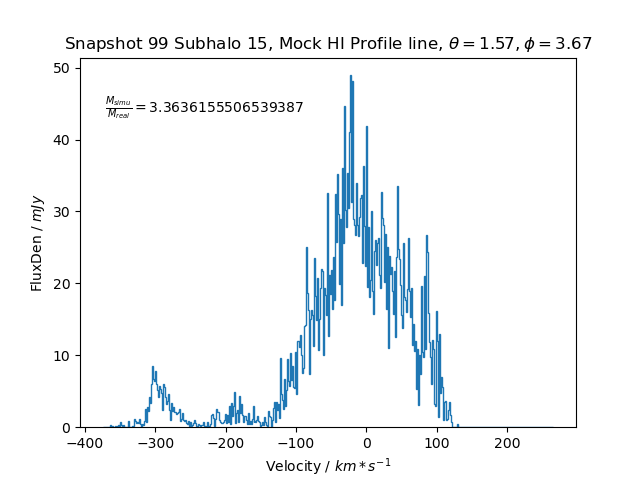 Snapshot 99 Subhalo 15, Mock HI Profile line, θ = 1.57, ϕ = 3.67
M_simu / M_real = 3.3636155506539387
FluxDen / mJy
50
40
30
20
10
0
−400 −300 −200 −100 0 100 200
Velocity / km * s⁻¹